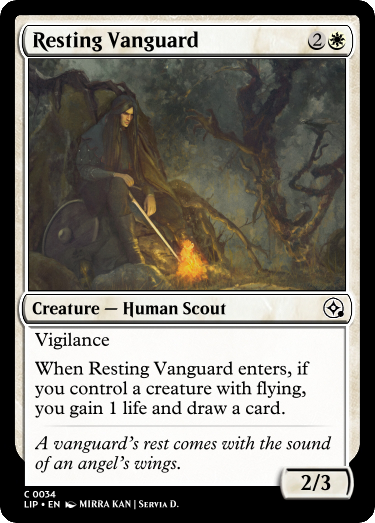 Resting Vanguard 2
Creature — Human Scout
Vigilance
When Resting Vanguard enters, if
you control a creature with flying,
you gain 1 life and draw a card.
A vanguard's rest comes with the sound
of an angel's wings.
2/3
C 0034
LIP • EN MIRRA KAN | SERVIA D.